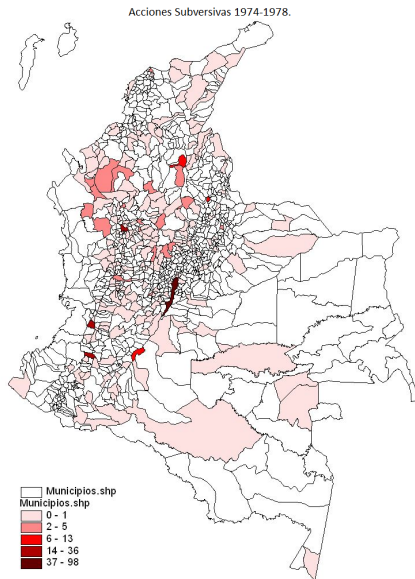 Acciones Subversivas 1974-1978.
Municipios.shp
Municipios.shp
0 - 1
2 - 5
6 - 13
14 - 36
37 - 98